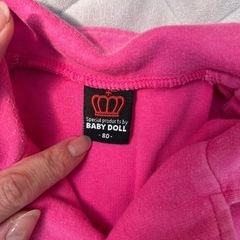 Special products by
BABY DOLL
- 80 -